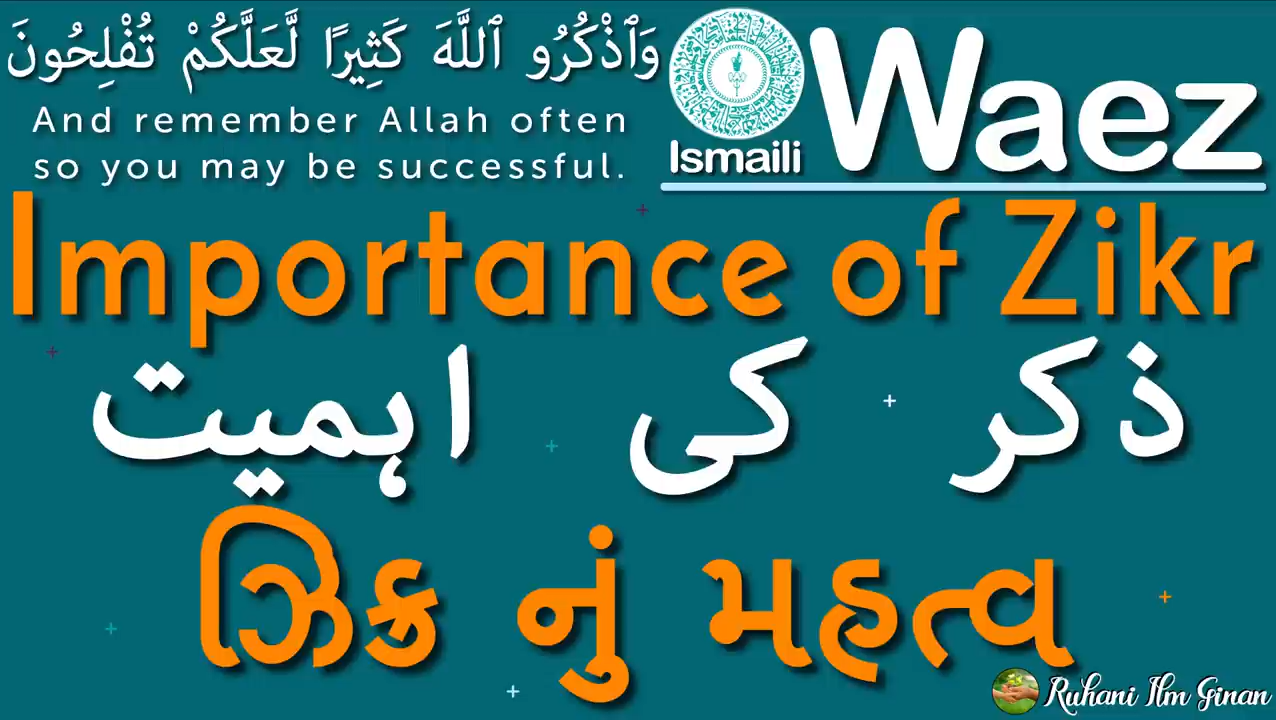 وَٱذْكُرُو ٱللَّهَ كَثِيرًا لَّعَلَّكُمْ تُفْلِحُونَ
And remember Allah often
so you may be successful.
Ismaili
Waez
Importance of Zikr
ذکر کی اہمیت
ઝિક્ર નું મહત્વ
Ruhani Ilm Ginan